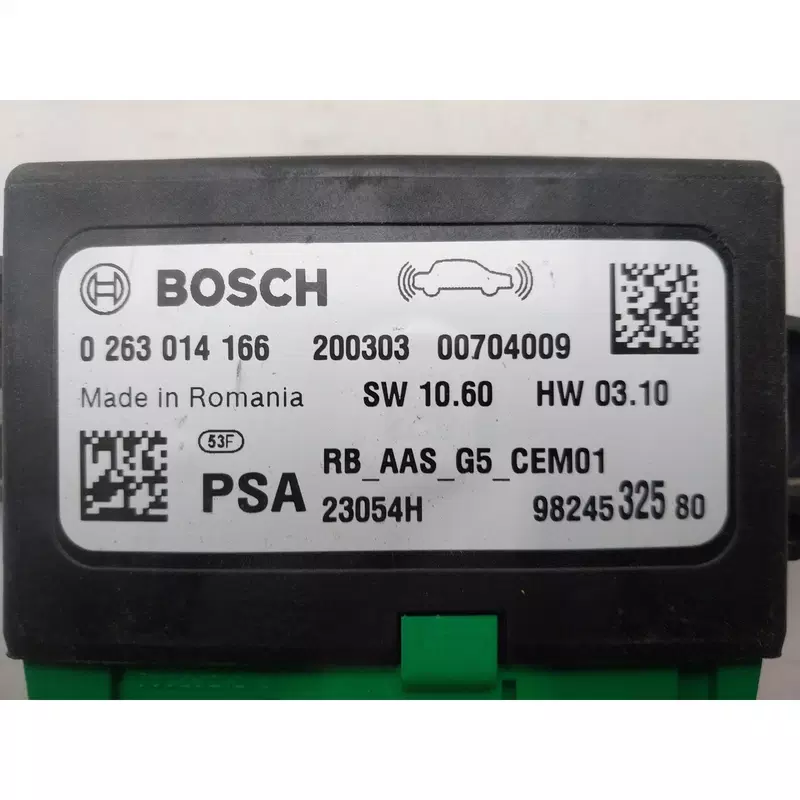 BOSCH
0 263 014 166 200303 00704009
Made in Romania SW 10.60 HW 03.10
53F RB_AAS_G5_CEM01
PSA 23054H 98245 325 80